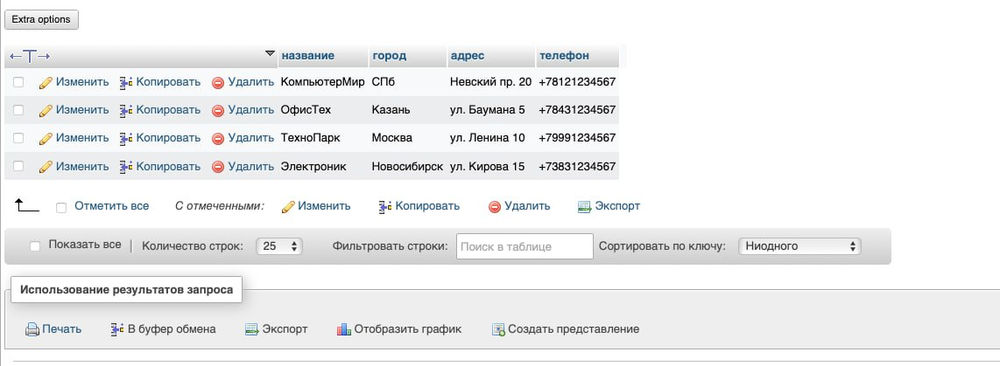 Extra options
название город адрес телефон
Изменить Копировать Удалить КомпьютерМир СПб Невский пр. 20 +78121234567
Изменить Копировать Удалить ОфисТех Казань ул. Баумана 5 +78431234567
Изменить Копировать Удалить ТехноПарк Москва ул. Ленина 10 +79991234567
Изменить Копировать Удалить Электроник Новосибирск ул. Кирова 15 +73831234567
Отметить все С отмеченными: Изменить Копировать Удалить Экспорт
Показать все | Количество строк: 25 Фильтровать строки: Поиск в таблице Сортировать по ключу: Ниодного
Использование результатов запроса
Печать В буфер обмена Экспорт Отобразить график Создать представление